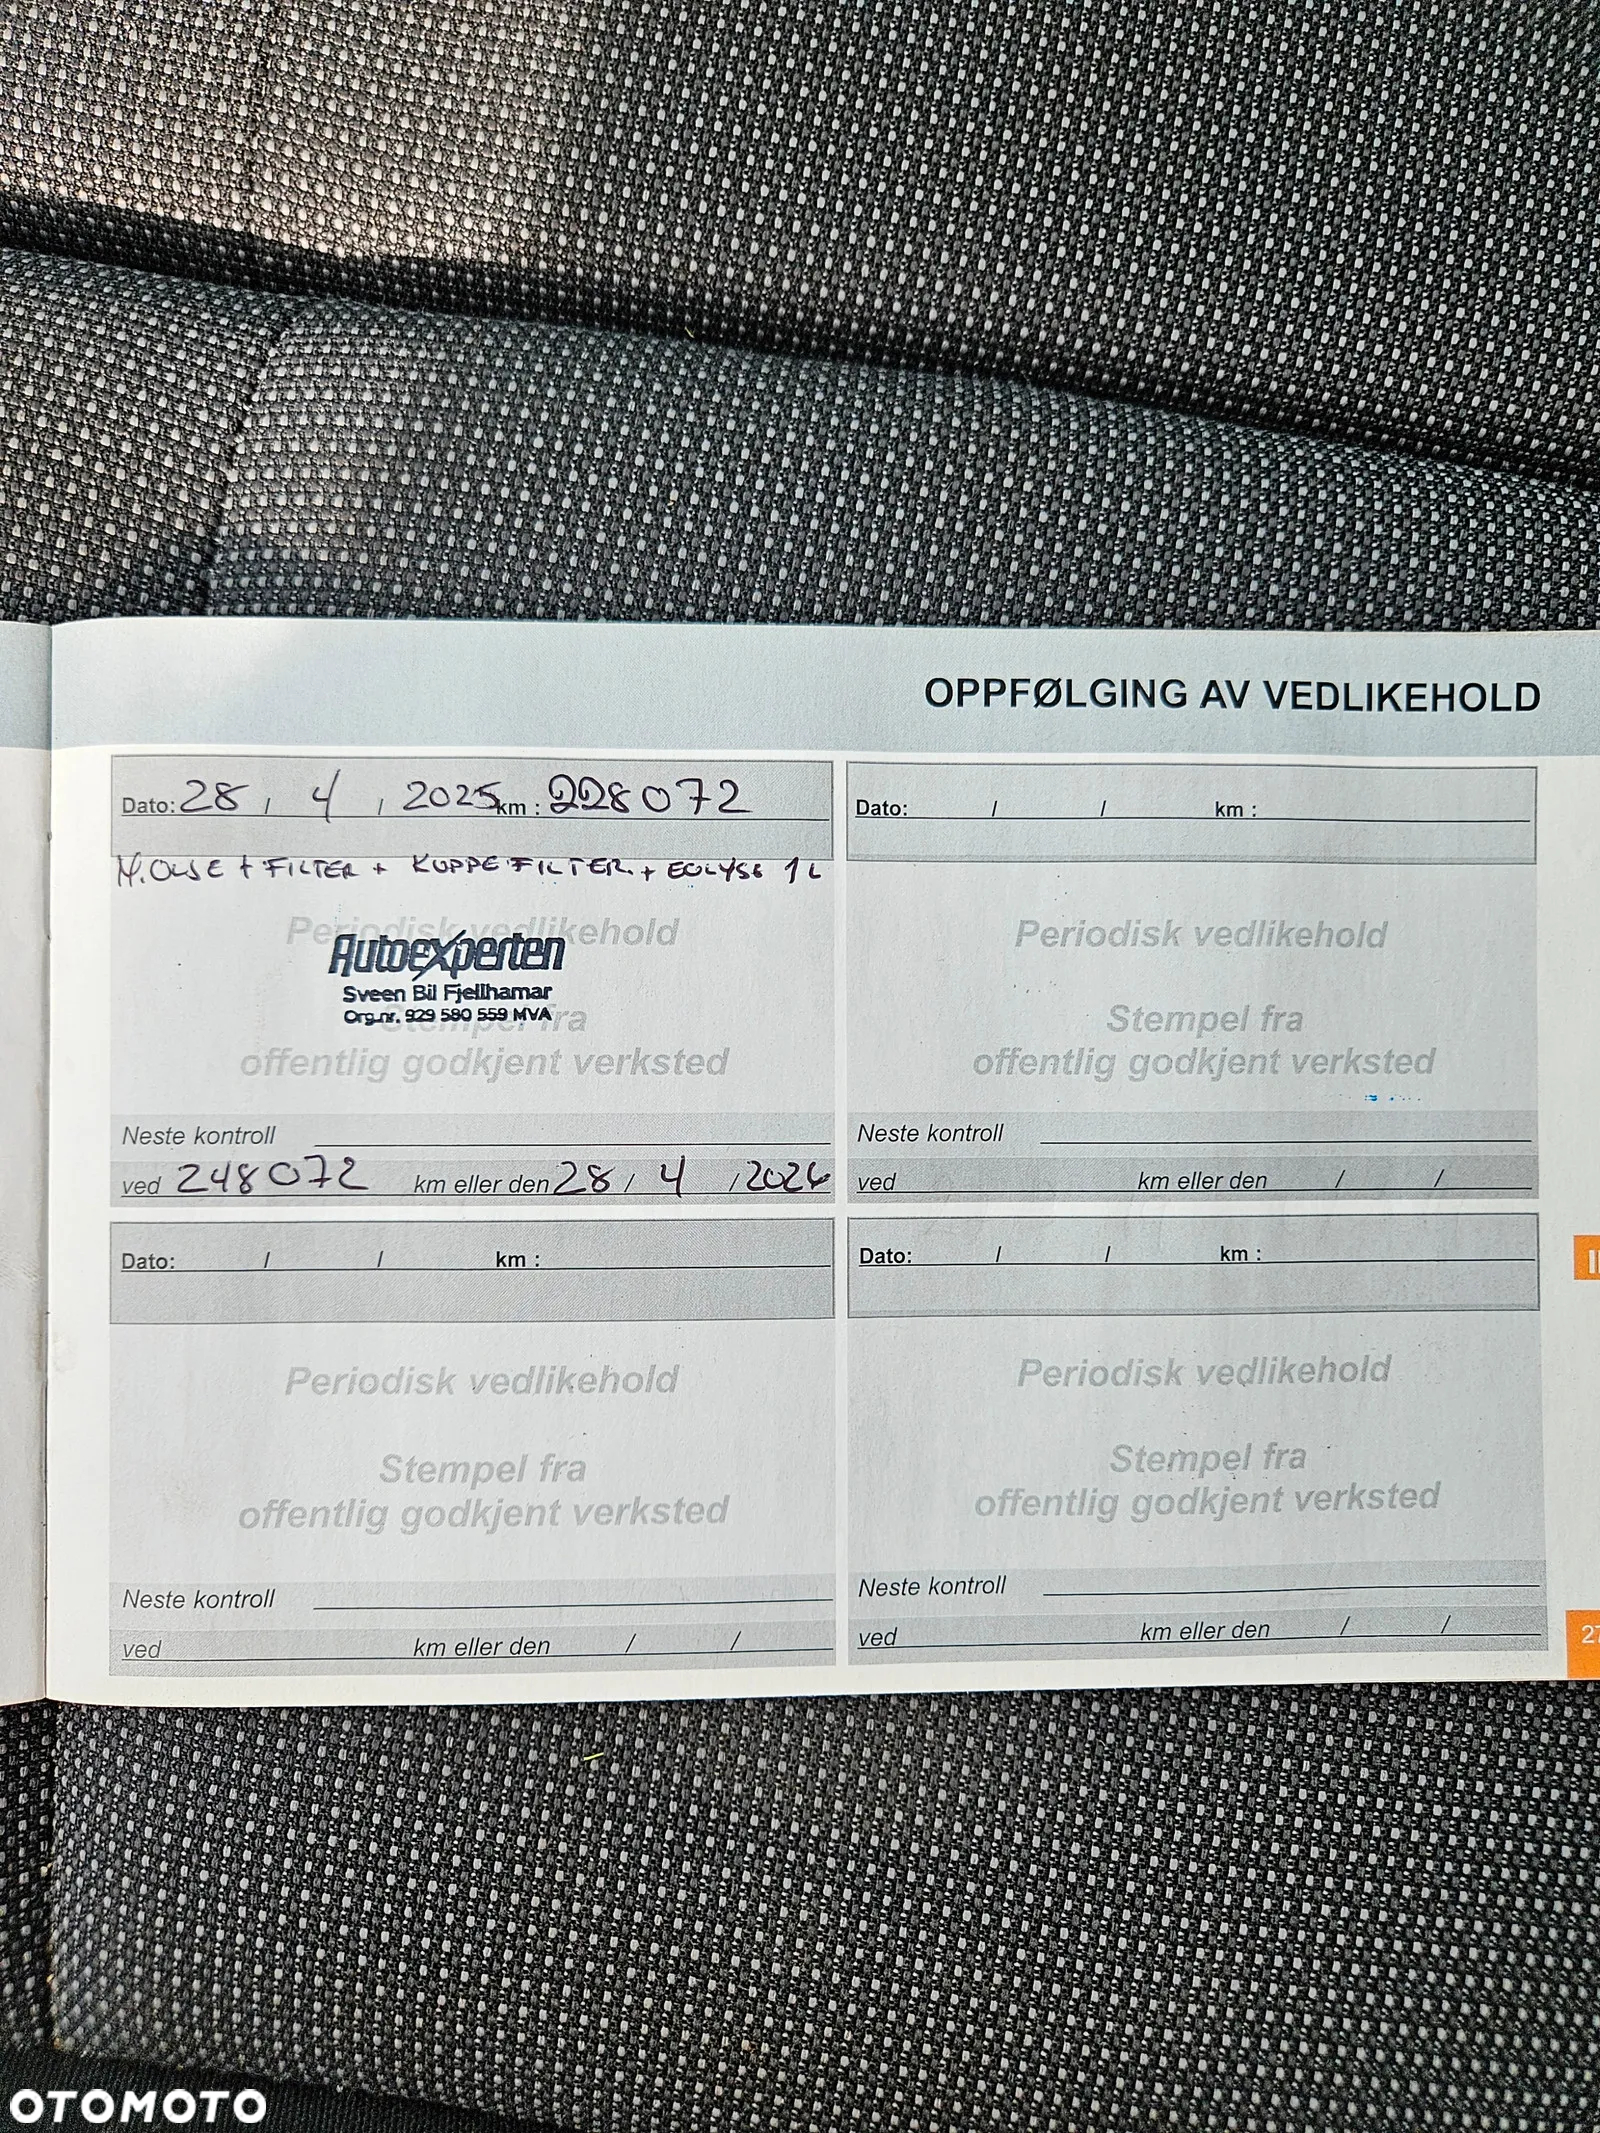 OPPFØLGING AV VEDLIKEHOLD
Dato: 28 / 4 / 2025 km : 228072
M.OLJE + FILTER + KUPPEFILTER + EOLYSE 1L
Periodisk vedlikehold
Autoexperten
Sveen Bil Fjellhamar
Org.nr. 929 580 559 MVA
Stempel fra
offentlig godkjent verksted
Neste kontroll
ved 248072 km eller den 28 / 4 / 2026
Dato: / / km :
Periodisk vedlikehold
Stempel fra
offentlig godkjent verksted
Neste kontroll
ved km eller den / /
Dato: / / km :
Periodisk vedlikehold
Stempel fra
offentlig godkjent verksted
Neste kontroll
ved km eller den / /
Dato: / / km :
Periodisk vedlikehold
Stempel fra
offentlig godkjent verksted
Neste kontroll
ved km eller den / /
OTOMOTO